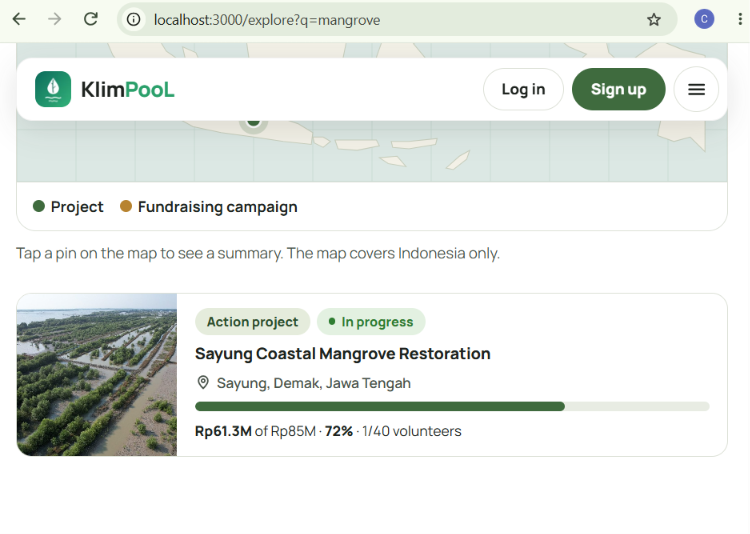 localhost:3000/explore?q=mangrove
C
KlimPooL
Log in
Sign up
Project
Fundraising campaign
Tap a pin on the map to see a summary. The map covers Indonesia only.
Action project
In progress
Sayung Coastal Mangrove Restoration
Sayung, Demak, Jawa Tengah
Rp61.3M of Rp85M · 72% · 1/40 volunteers